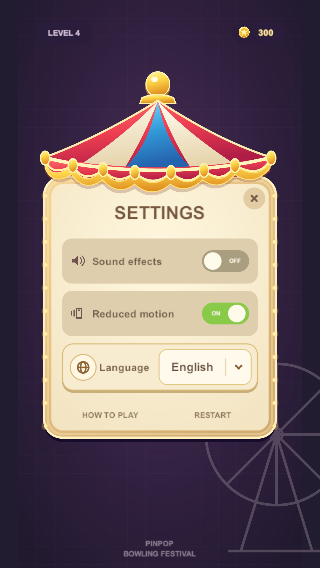 LEVEL 4
300
SETTINGS
Sound effects
OFF
Reduced motion
ON
Language
English
HOW TO PLAY
RESTART
PINPOP
BOWLING FESTIVAL